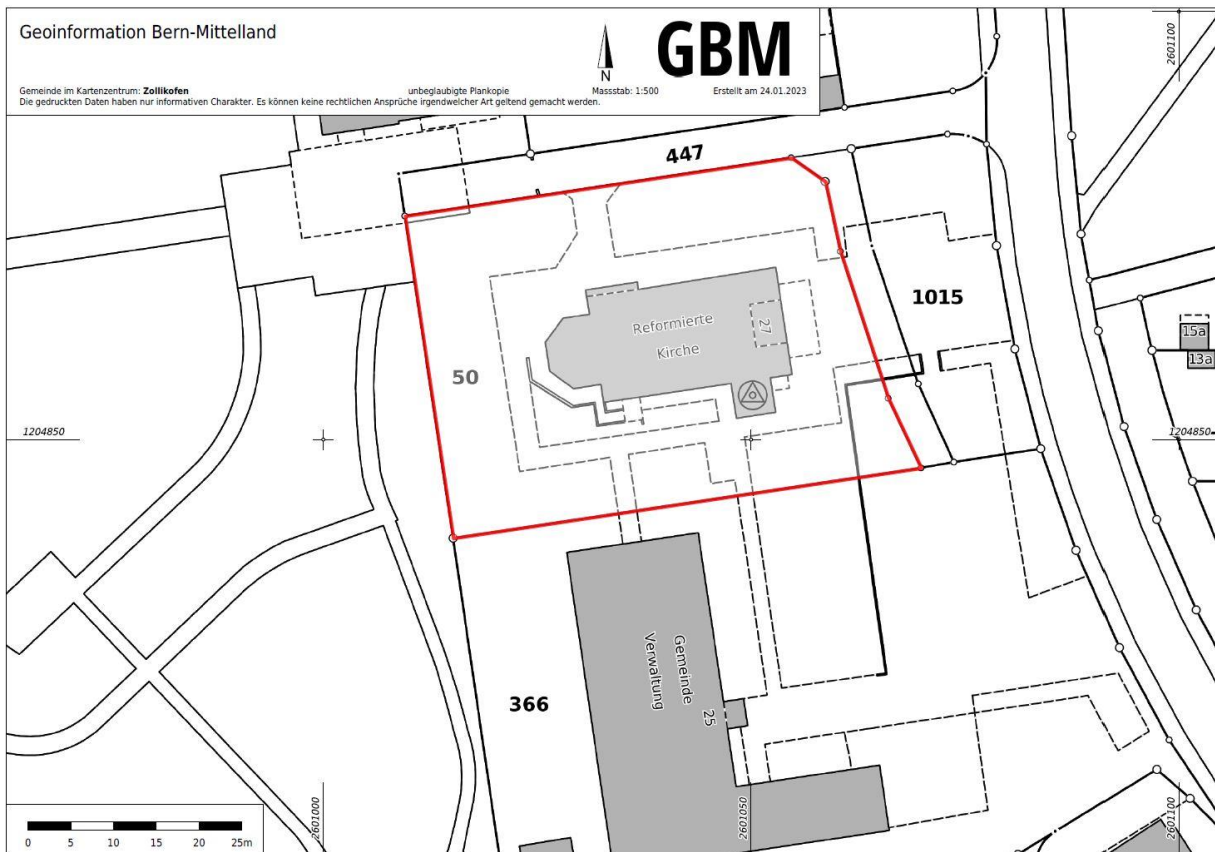 Geoinformation Bern-Mittelland
N
GBM
Gemeinde im Kartenzentrum: Zollikofen
unbeglaubigte Plankopie
Massstab: 1:500
Erstellt am 24.01.2023
Die gedruckten Daten haben nur informativen Charakter. Es können keine rechtlichen Ansprüche irgendwelcher Art geltend gemacht werden.
2601100
447
1015
Reformierte
Kirche
27
50
15a
13a
1204850
1204850
Gemeinde
Verwaltung
25
366
2601000
2601050
2601100
0 5 10 15 20 25m